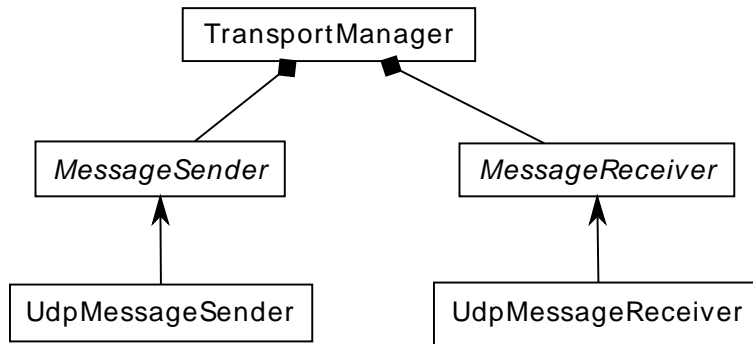 TransportManager
MessageSender
MessageReceiver
UdpMessageSender
UdpMessageReceiver